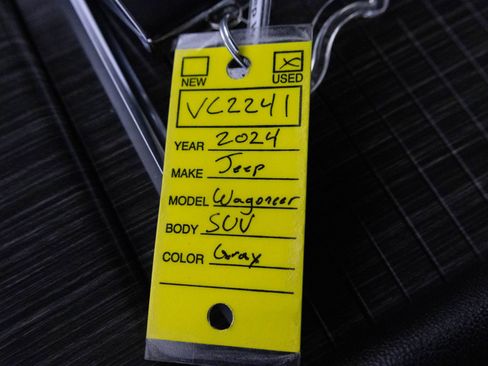 NEW USED
VC2241
YEAR 2024
MAKE Jeep
MODEL Wagoneer
BODY SUV
COLOR Gray